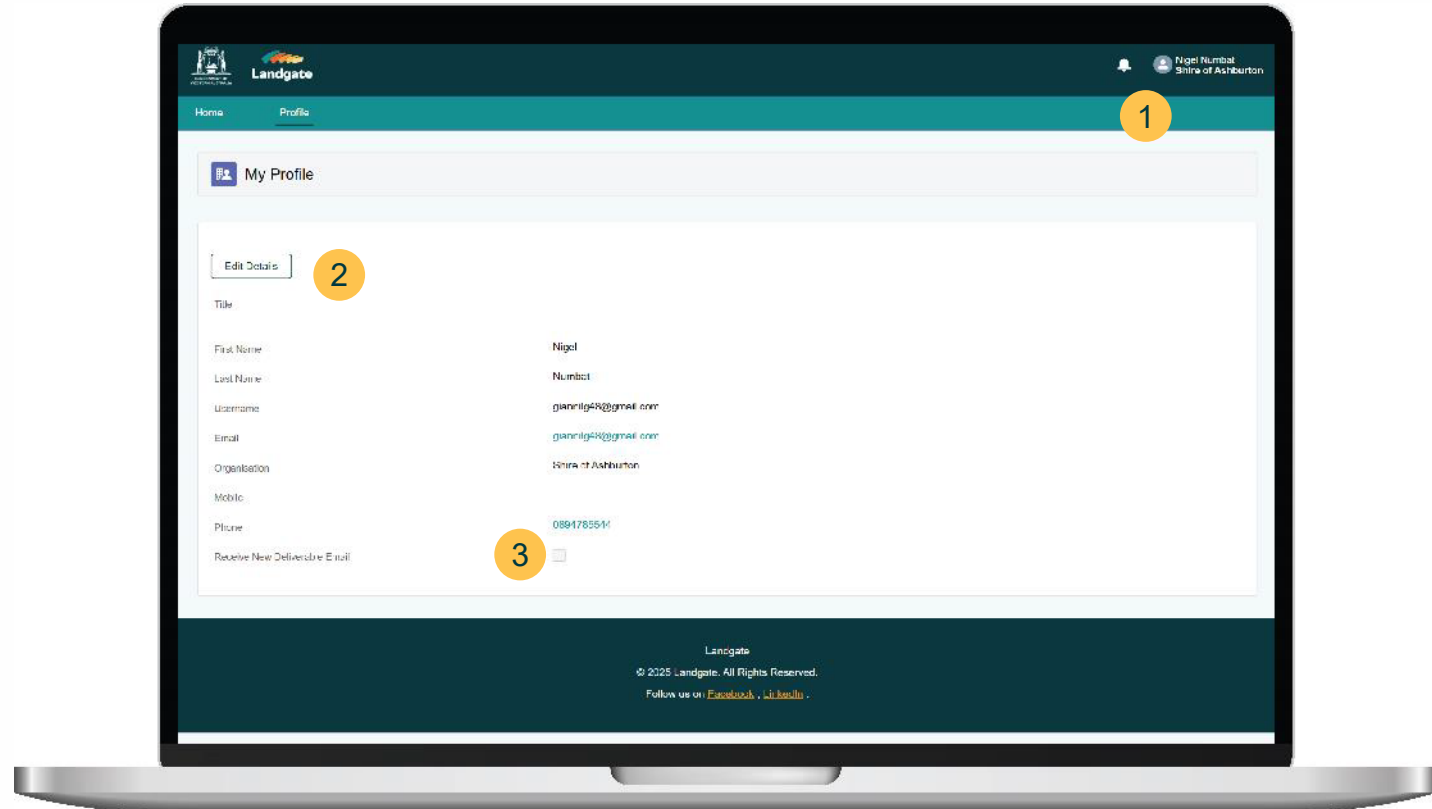 Landgate
Nigel Numbat
Shire of Ashburton
Home
Profile
1
My Profile
Edit Details
2
Title
First Name
Nigel
Last Name
Numbat
Username
Email
Organisation
Shire of Ashburton
Mobile
Phone
0894785544
Receive New Deliverable Email
3
Landgate
© 2025 Landgate. All Rights Reserved.
Follow us on Facebook , LinkedIn .